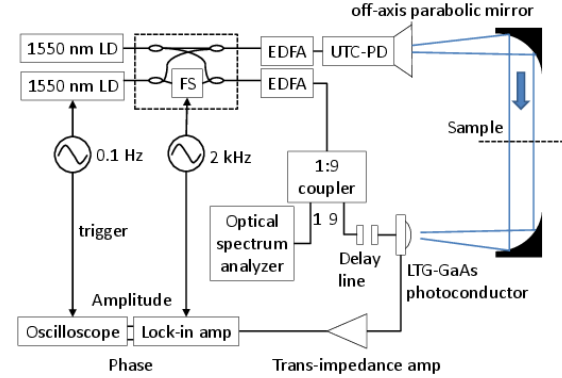 off-axis parabolic mirror
1550 nm LD
EDFA
UTC-PD
1550 nm LD
FS
EDFA
Sample
0.1 Hz
2 kHz
1:9
coupler
trigger
Optical
spectrum
analyzer
1 9
Delay
line
LTG-GaAs
photoconductor
Amplitude
Oscilloscope
Lock-in amp
Phase
Trans-impedance amp